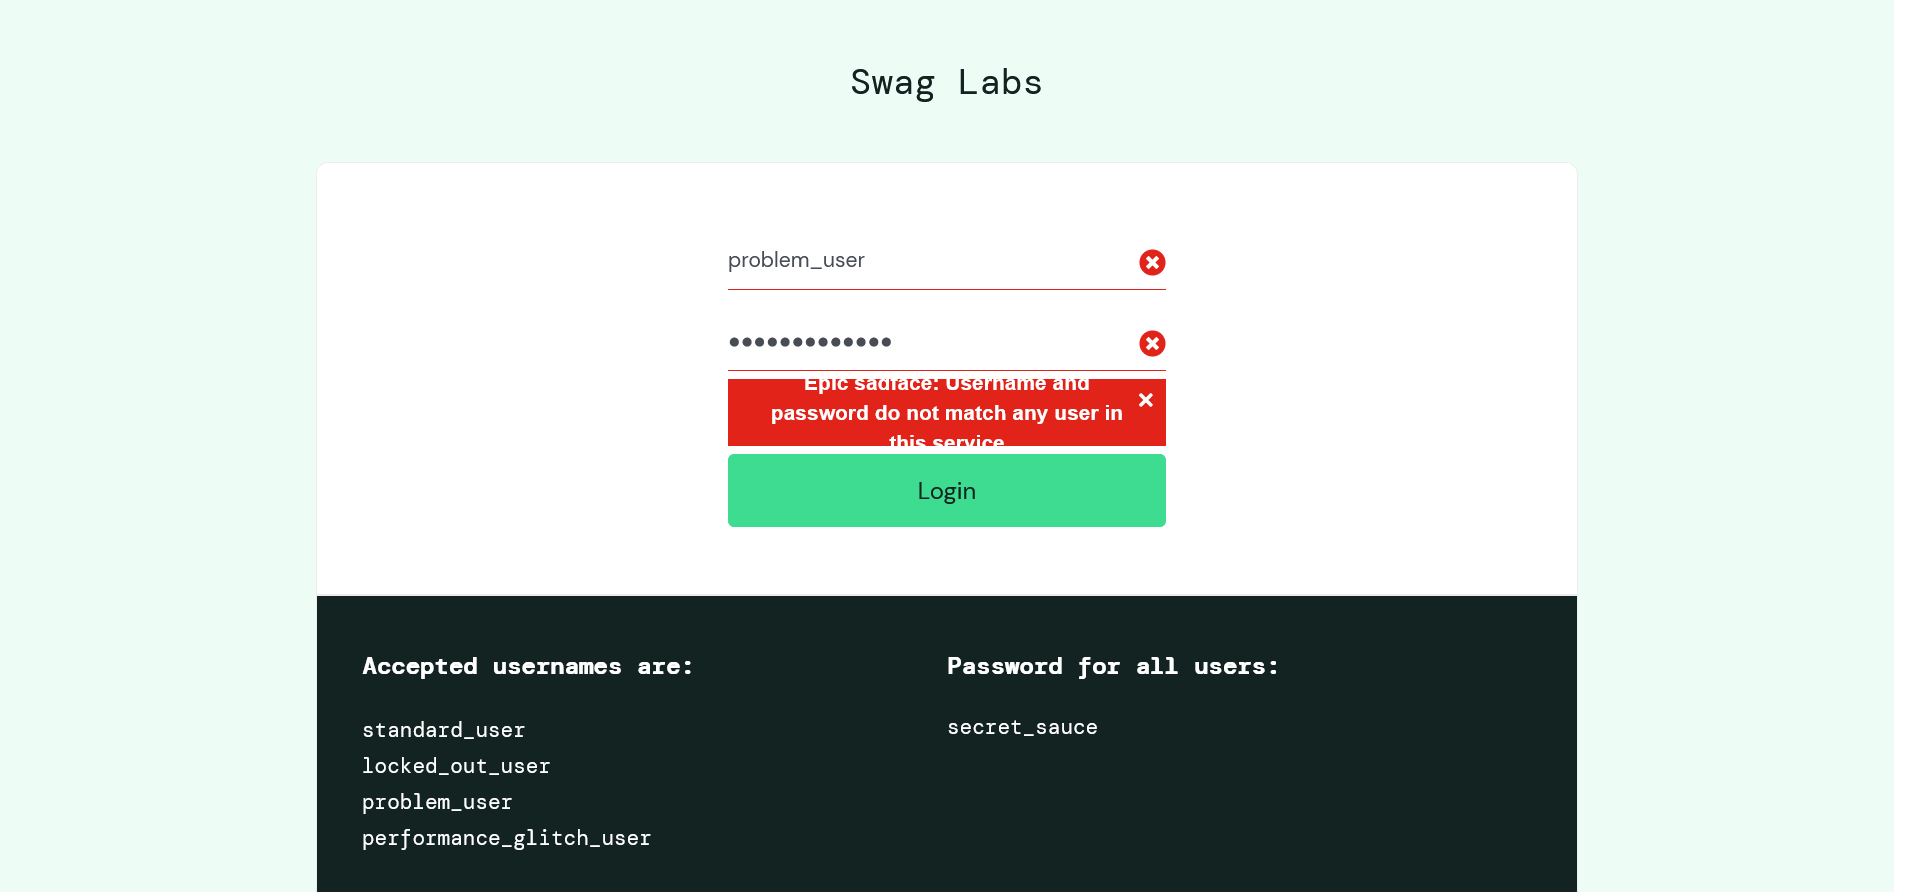 Swag Labs
problem_user
•••••••••••••
Epic sadface: Username and
password do not match any user in
this service
Login
Accepted usernames are:
standard_user
locked_out_user
problem_user
performance_glitch_user
Password for all users:
secret_sauce